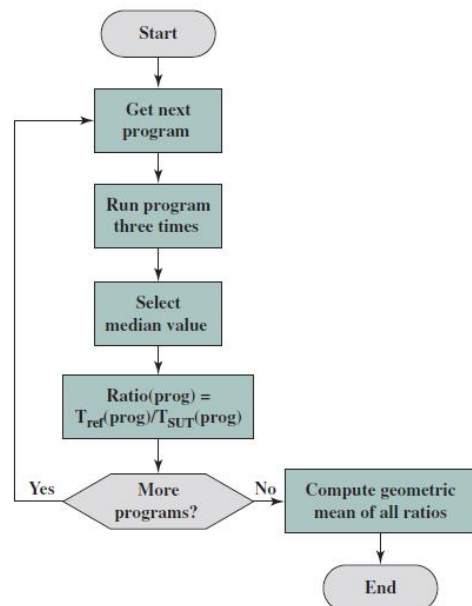 Start
Get next
program
Run program
three times
Select
median value
Ratio(prog) =
Tref(prog)/TSUT(prog)
Yes
More
programs?
No
Compute geometric
mean of all ratios
End